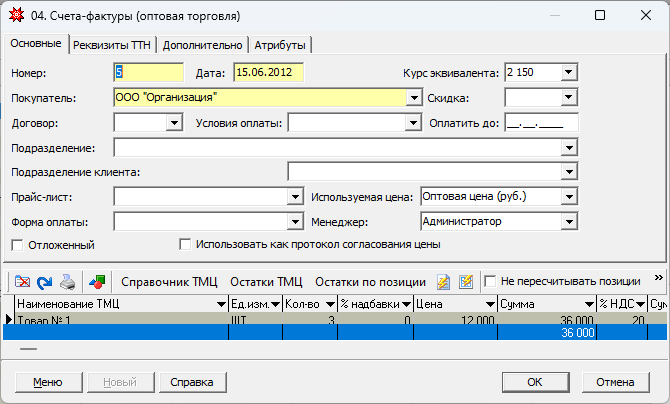 04. Счета-фактуры (оптовая торговля)
Основные Реквизиты ТТН Дополнительно Атрибуты
Номер: 5 Дата: 15.06.2012 Курс эквивалента: 2 150
Покупатель: ООО "Организация" Скидка:
Договор: Условия оплаты: Оплатить до: __.__.____
Подразделение:
Подразделение клиента:
Прайс-лист: Используемая цена: Оптовая цена (руб.)
Форма оплаты: Менеджер: Администратор
Отложенный Использовать как протокол согласования цены
Справочник ТМЦ Остатки ТМЦ Остатки по позиции Не пересчитывать позиции »
Наименование ТМЦ Ед.изм. Кол-во % надбавки Цена Сумма % НДС Сум
Товар № 1 ШТ 3 0 12 000 36 000 20
36 000
Меню Новый Справка ОК Отмена